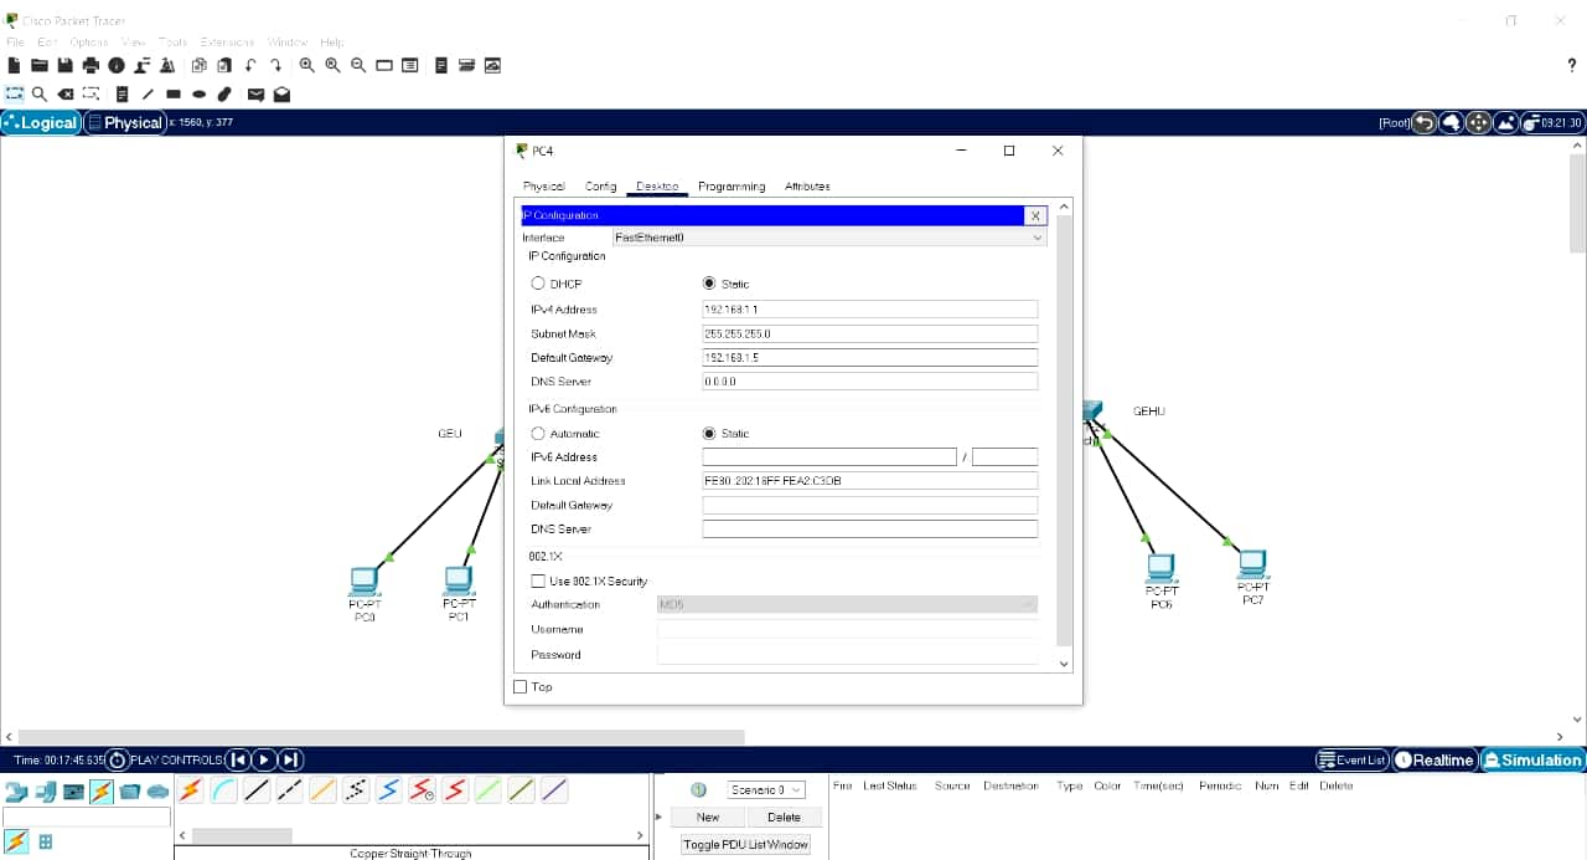 Cisco Packet Tracer
File Edit Options View Tools Extensions Window Help
?
Logical Physical x: 1560, y: 377 [Root] 09:21:30
PC4
Physical Config Desktop Programming Attributes
IP Configuration X
Interface FastEthernet0
IP Configuration
DHCP Static
IPv4 Address 192.168.1.1
Subnet Mask 255.255.255.0
Default Gateway 192.168.1.5
DNS Server 0.0.0.0
IPv6 Configuration
Automatic Static
IPv6 Address /
Link Local Address FE80::202:16FF:FEA2:C3DB
Default Gateway
DNS Server
802.1X
Use 802.1X Security
Authentication MD5
Username
Password
Top
GEU
GEHU
PC-PT
PC0
PC-PT
PC1
PC-PT
PC6
PC-PT
PC7
Time: 00:17:45.635 PLAY CONTROLS: Event List Realtime Simulation
Scenario 0
New Delete
Toggle PDU List Window
Fire Last Status Source Destination Type Color Time(sec) Periodic Num Edit Delete
Copper Straight-Through